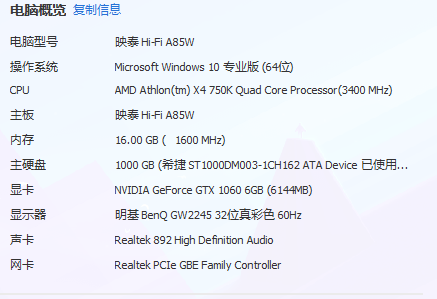 电脑概览 复制信息
电脑型号 映泰 Hi-Fi A85W
操作系统 Microsoft Windows 10 专业版 (64位)
CPU AMD Athlon(tm) X4 750K Quad Core Processor(3400 MHz)
主板 映泰 Hi-Fi A85W
内存 16.00 GB ( 1600 MHz)
主硬盘 1000 GB (希捷 ST1000DM003-1CH162 ATA Device 已使用...
显卡 NVIDIA GeForce GTX 1060 6GB (6144MB)
显示器 明基 BenQ GW2245 32位真彩色 60Hz
声卡 Realtek 892 High Definition Audio
网卡 Realtek PCIe GBE Family Controller